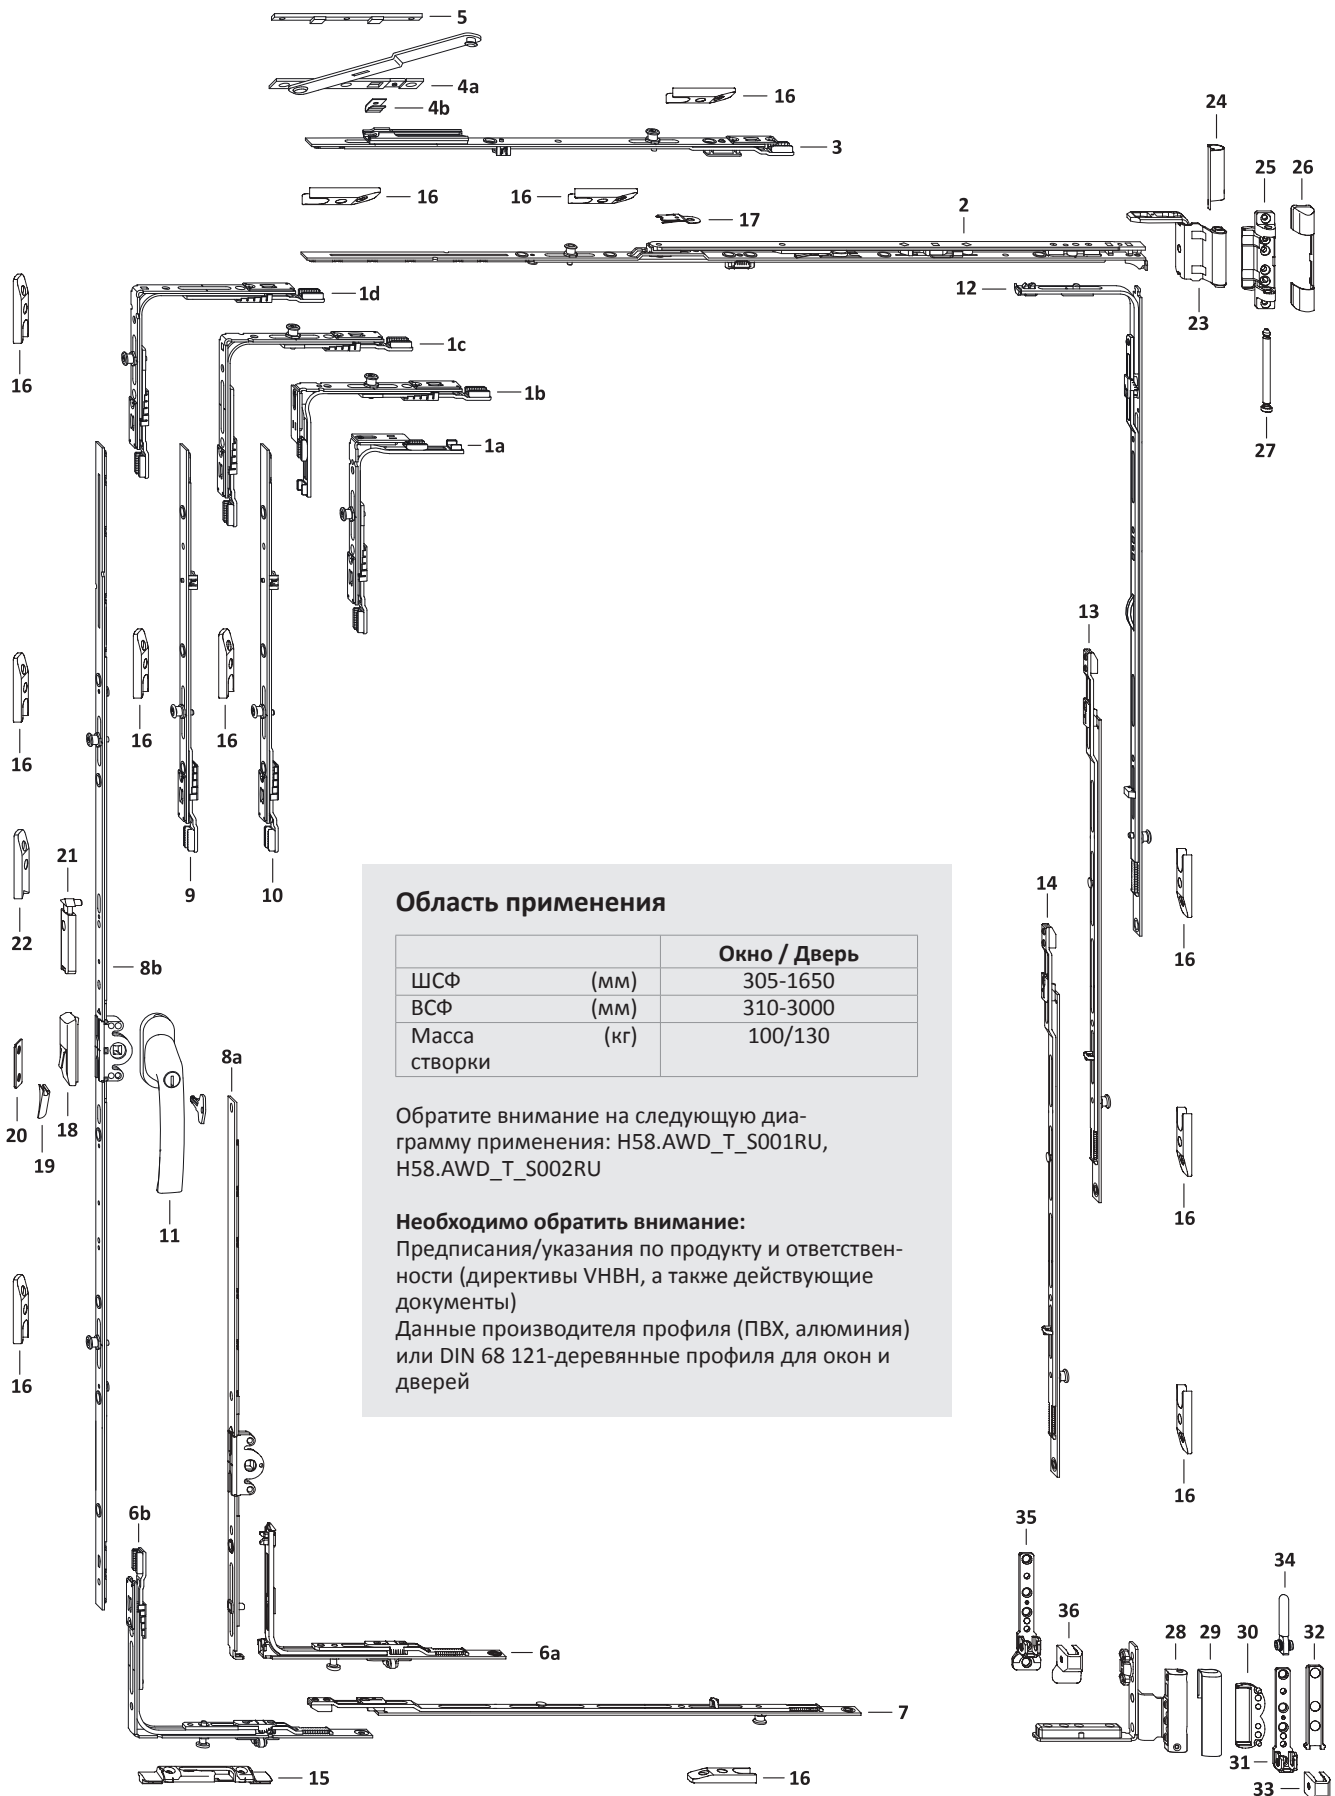 5
4a
4b
16
3
16
16
17
2
24
25
26
23
27
12
1d
1c
1b
1a
16
13
16
16
16
9
10
22
21
8b
14
16
20
19
18
11
8a
16
16
16
Область применения
Окно / Дверь
ШСФ (мм) 305-1650
ВСФ (мм) 310-3000
Масса (кг) 100/130
створки
Обратите внимание на следующую диа-
грамму применения: H58.AWD_T_S001RU,
H58.AWD_T_S002RU
Необходимо обратить внимание:
Предписания/указания по продукту и ответствен-
ности (директивы VHBH, а также действующие
документы)
Данные производителя профиля (ПВХ, алюминия)
или DIN 68 121-деревянные профиля для окон и
дверей
6b
6a
7
15
16
35
36
34
28
29
30
32
31
33